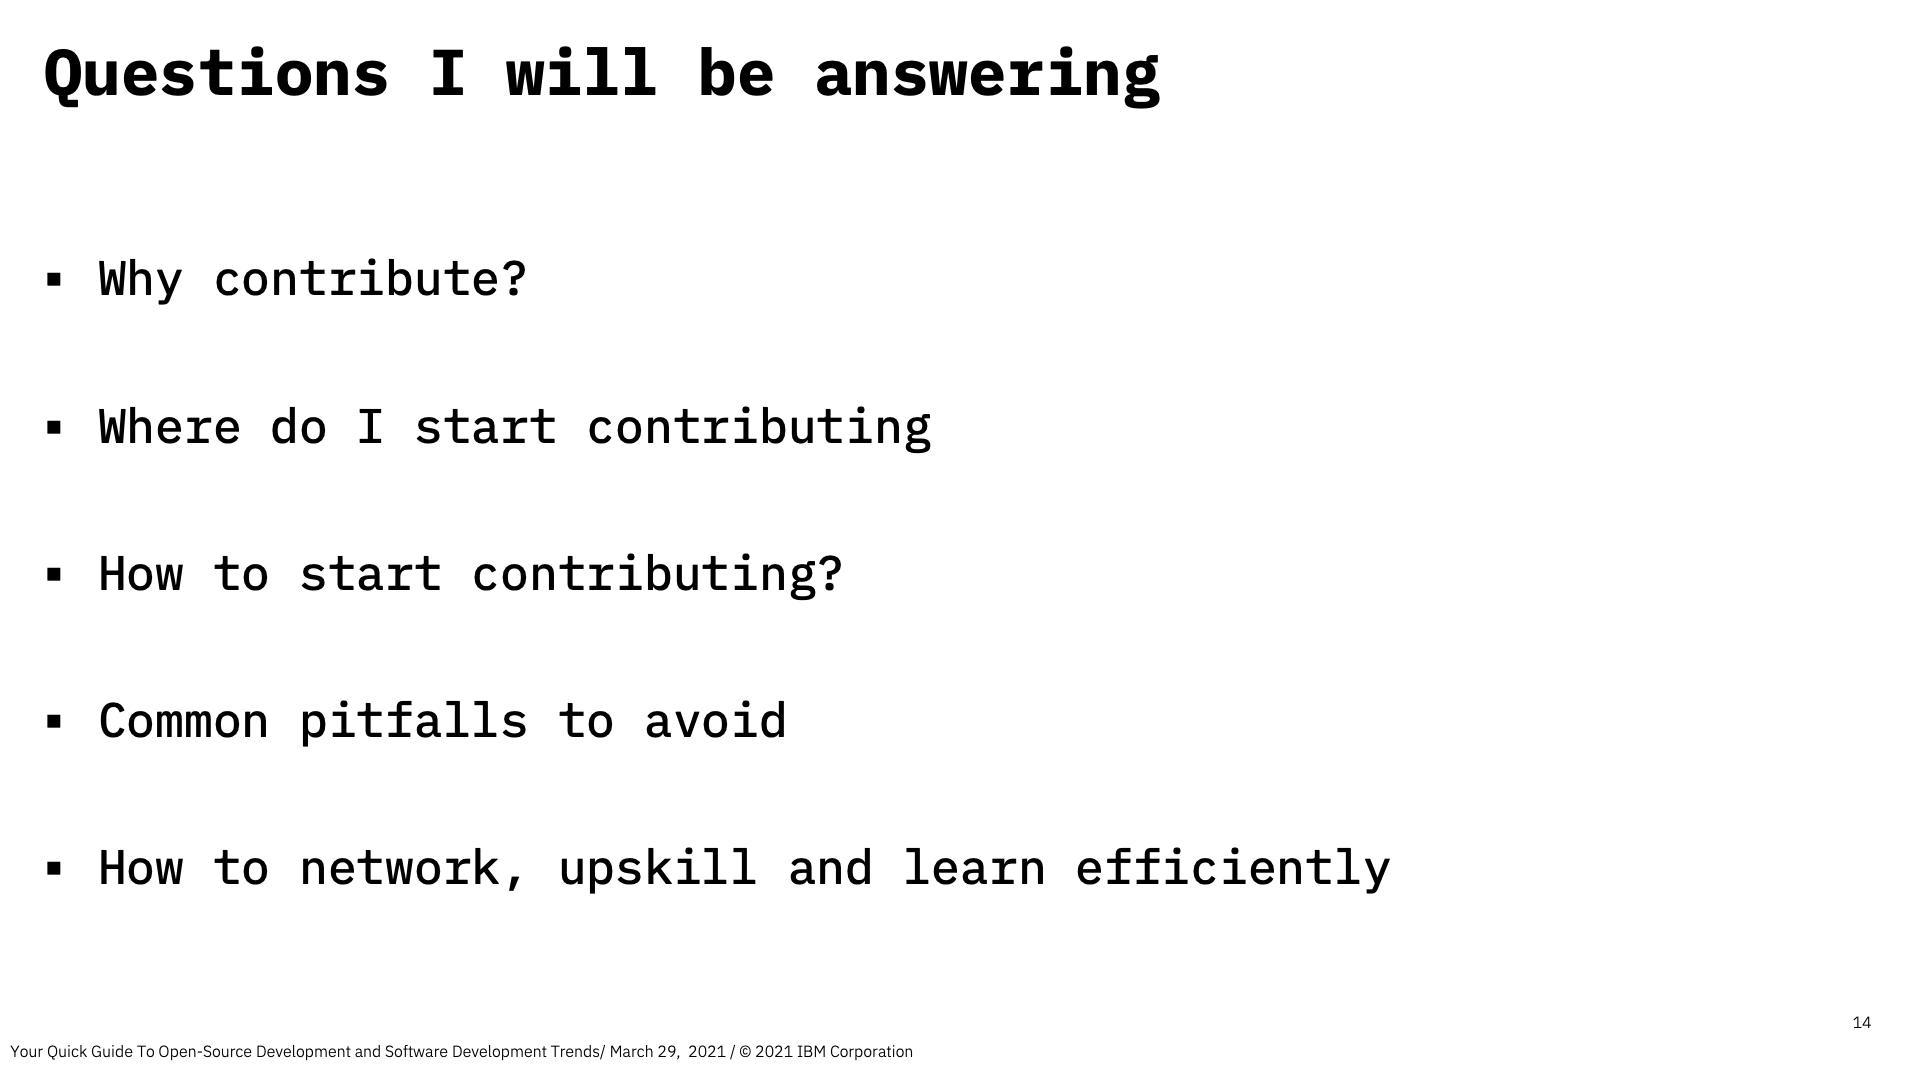 Questions I will be answering
▪ Why contribute?
▪ Where do I start contributing
▪ How to start contributing?
▪ Common pitfalls to avoid
▪ How to network, upskill and learn efficiently
14
Your Quick Guide To Open-Source Development and Software Development Trends/ March 29,  2021 / © 2021 IBM Corporation